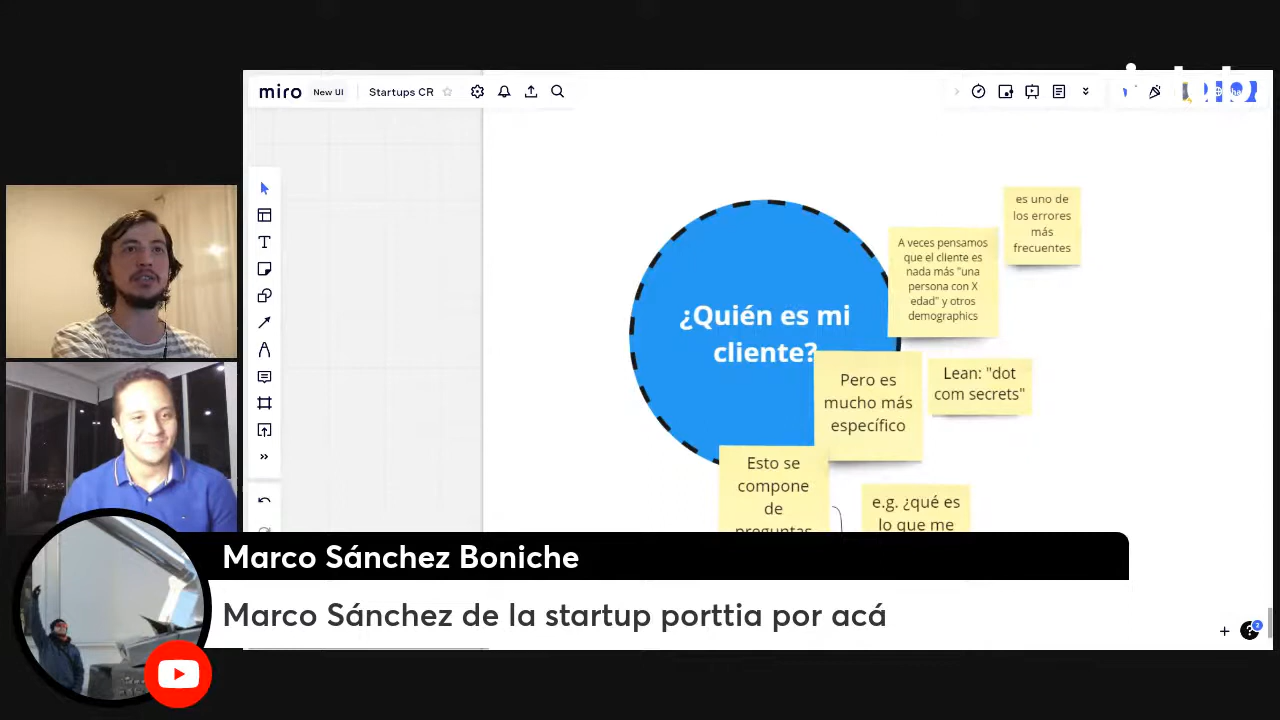 miro New UI Startups CR
es uno de
los errores
más
frecuentes
A veces pensamos
que el cliente es
nada más "una
persona con X
edad" y otros
demographics
¿Quién es mi
cliente?
Pero es
mucho más
específico
Lean: "dot
com secrets"
Esto se
compone
de
preguntas
e.g. ¿qué es
lo que me
Marco Sánchez Boniche
Marco Sánchez de la startup porttia por acá
2